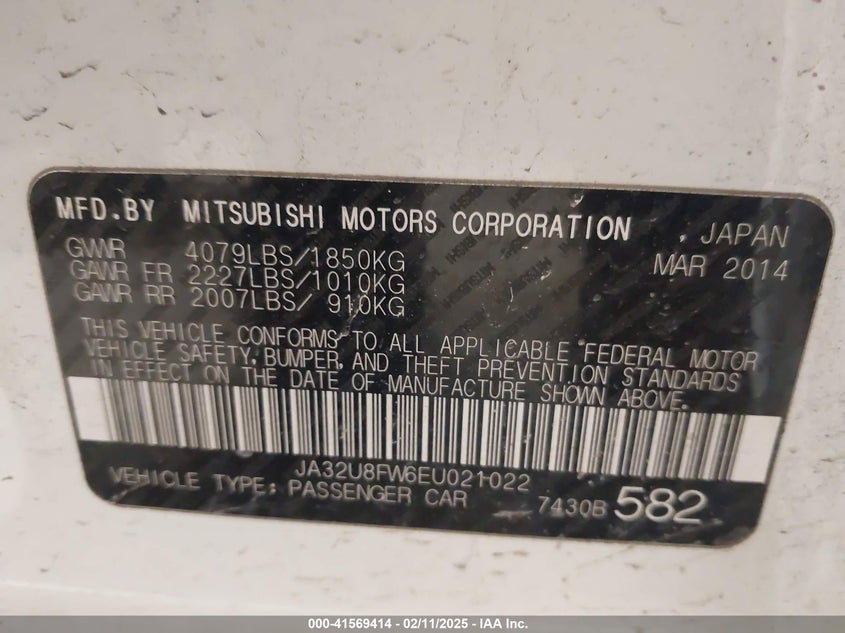 MFD.BY MITSUBISHI MOTORS CORPORATION JAPAN
GVWR 4079LBS/1850KG MAR 2014
GAWR FR 2227LBS/1010KG
GAWR RR 2007LBS/ 910KG
THIS VEHICLE CONFORMS TO ALL APPLICABLE FEDERAL MOTOR
VEHICLE SAFETY, BUMPER, AND THEFT PREVENTION STANDARDS
IN EFFECT ON THE DATE OF MANUFACTURE SHOWN ABOVE.
JA32U8FW6EU021022
VEHICLE TYPE: PASSENGER CAR 7430B 582
000-41569414 - 02/11/2025 - IAA Inc.